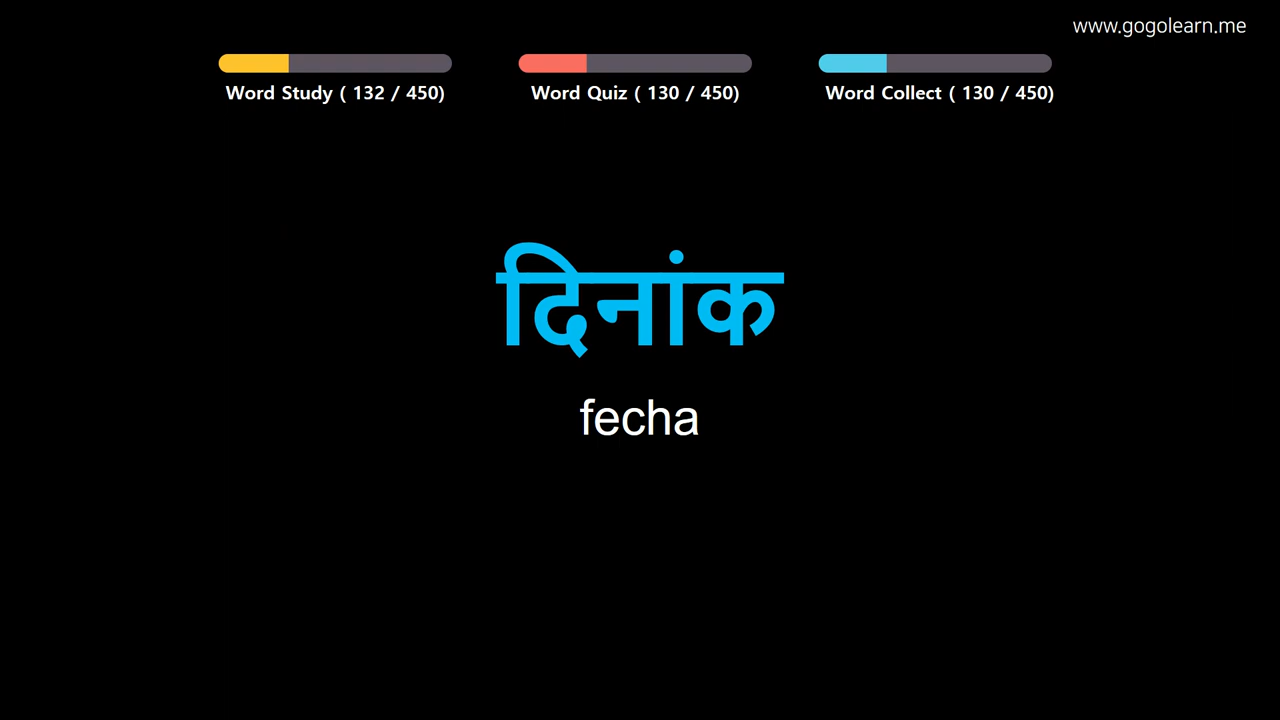 www.gogolearn.me
Word Study ( 132 / 450)
Word Quiz ( 130 / 450)
Word Collect ( 130 / 450)
दिनांक
fecha